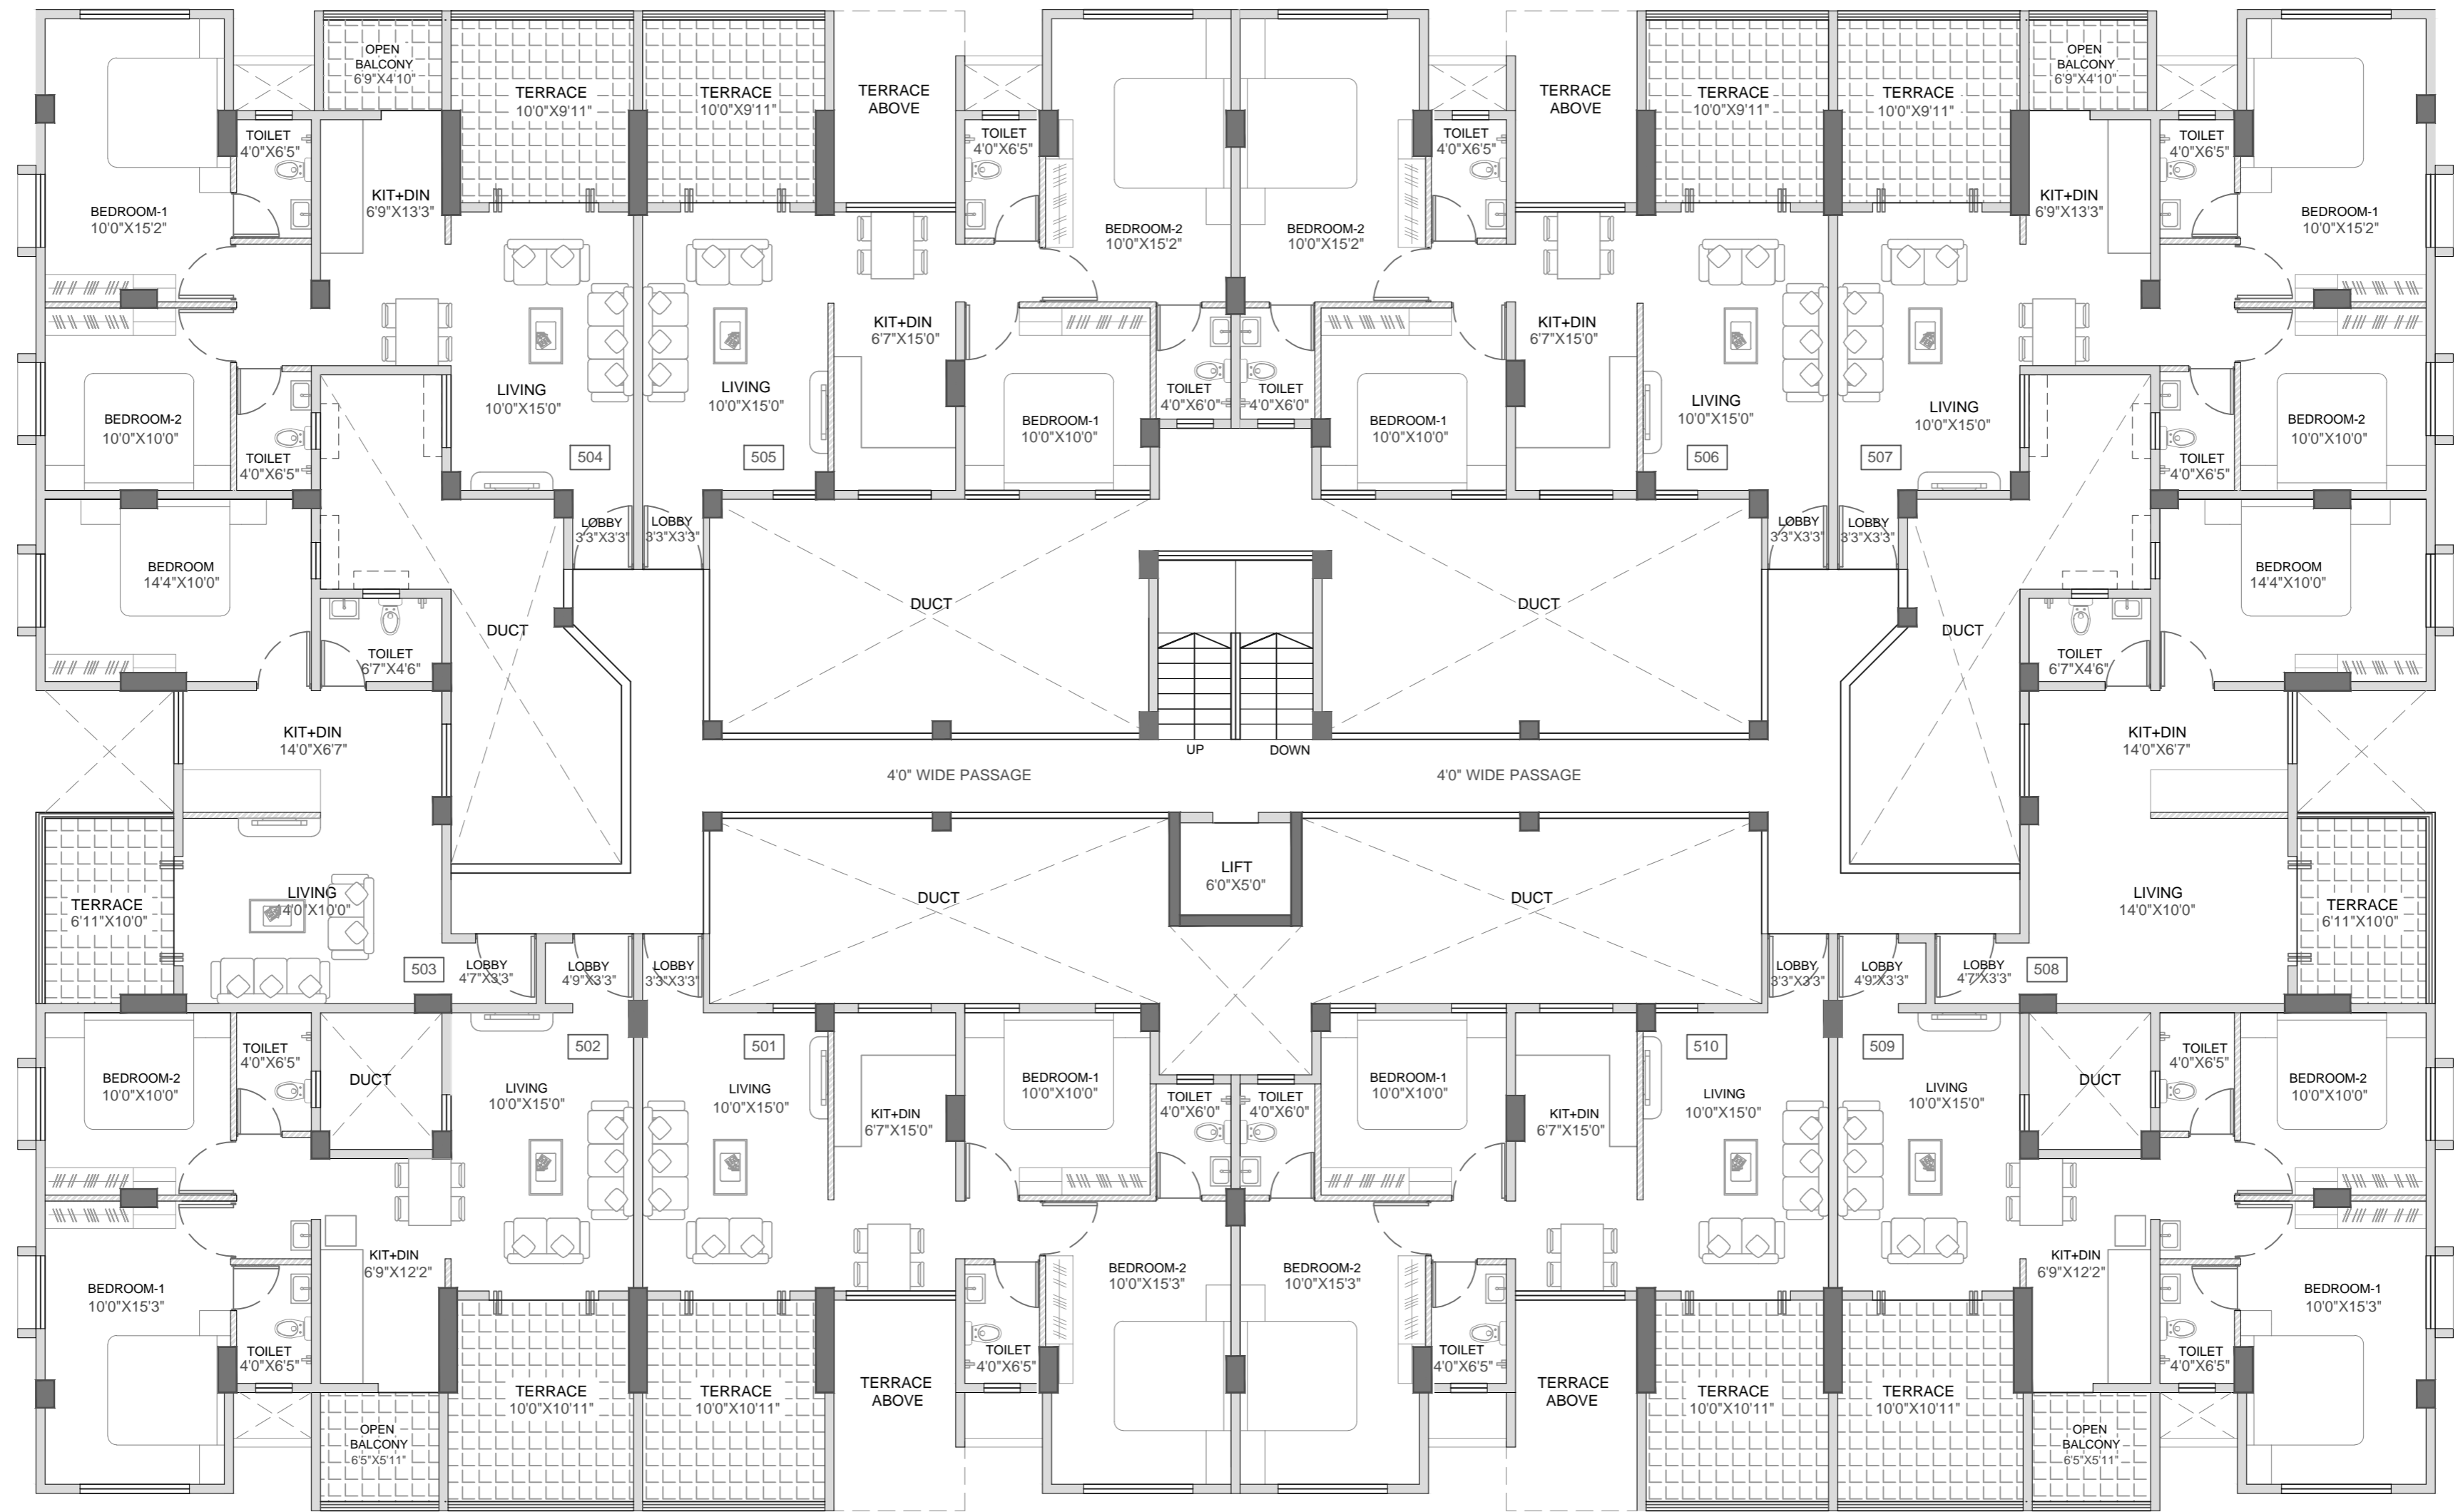 OPEN
BALCONY
6'9"X4'10"
TERRACE
10'0"X9'11"
TERRACE
10'0"X9'11"
TERRACE
ABOVE
TERRACE
ABOVE
TERRACE
10'0"X9'11"
TERRACE
10'0"X9'11"
OPEN
BALCONY
6'9"X4'10"
TOILET
4'0"X6'5"
TOILET
4'0"X6'5"
TOILET
4'0"X6'5"
TOILET
4'0"X6'5"
BEDROOM-1
10'0"X15'2"
KIT+DIN
6'9"X13'3"
BEDROOM-2
10'0"X15'2"
BEDROOM-2
10'0"X15'2"
KIT+DIN
6'9"X13'3"
BEDROOM-1
10'0"X15'2"
KIT+DIN
6'7"X15'0"
KIT+DIN
6'7"X15'0"
BEDROOM-2
10'0"X10'0"
TOILET
4'0"X6'5"
LIVING
10'0"X15'0"
504
LIVING
10'0"X15'0"
505
BEDROOM-1
10'0"X10'0"
TOILET
4'0"X6'0"
TOILET
4'0"X6'0"
BEDROOM-1
10'0"X10'0"
LIVING
10'0"X15'0"
506
LIVING
10'0"X15'0"
507
TOILET
4'0"X6'5"
BEDROOM-2
10'0"X10'0"
LOBBY
3'3"X3'3"
LOBBY
3'3"X3'3"
LOBBY
3'3"X3'3"
LOBBY
3'3"X3'3"
BEDROOM
14'4"X10'0"
DUCT
TOILET
6'7"X4'6"
DUCT
DUCT
DUCT
TOILET
6'7"X4'6"
BEDROOM
14'4"X10'0"
KIT+DIN
14'0"X6'7"
UP
DOWN
KIT+DIN
14'0"X6'7"
4'0" WIDE PASSAGE
4'0" WIDE PASSAGE
TERRACE
6'11"X10'0"
LIVING
14'0"X10'0"
503
DUCT
LIFT
6'0"X5'0"
DUCT
LIVING
14'0"X10'0"
508
TERRACE
6'11"X10'0"
LOBBY
4'7"X3'3"
LOBBY
4'9"X3'3"
LOBBY
3'3"X3'3"
LOBBY
3'3"X3'3"
LOBBY
4'9"X3'3"
LOBBY
4'7"X3'3"
BEDROOM-2
10'0"X10'0"
TOILET
4'0"X6'5"
DUCT
502
LIVING
10'0"X15'0"
501
LIVING
10'0"X15'0"
KIT+DIN
6'7"X15'0"
BEDROOM-1
10'0"X10'0"
TOILET
4'0"X6'0"
TOILET
4'0"X6'0"
BEDROOM-1
10'0"X10'0"
KIT+DIN
6'7"X15'0"
510
LIVING
10'0"X15'0"
509
LIVING
10'0"X15'0"
DUCT
TOILET
4'0"X6'5"
BEDROOM-2
10'0"X10'0"
BEDROOM-1
10'0"X15'3"
KIT+DIN
6'9"X12'2"
BEDROOM-2
10'0"X15'3"
BEDROOM-2
10'0"X15'3"
KIT+DIN
6'9"X12'2"
BEDROOM-1
10'0"X15'3"
TOILET
4'0"X6'5"
TOILET
4'0"X6'5"
TOILET
4'0"X6'5"
TOILET
4'0"X6'5"
TERRACE
10'0"X10'11"
TERRACE
10'0"X10'11"
TERRACE
ABOVE
TERRACE
ABOVE
TERRACE
10'0"X10'11"
TERRACE
10'0"X10'11"
OPEN
BALCONY
6'5"X5'11"
OPEN
BALCONY
6'5"X5'11"